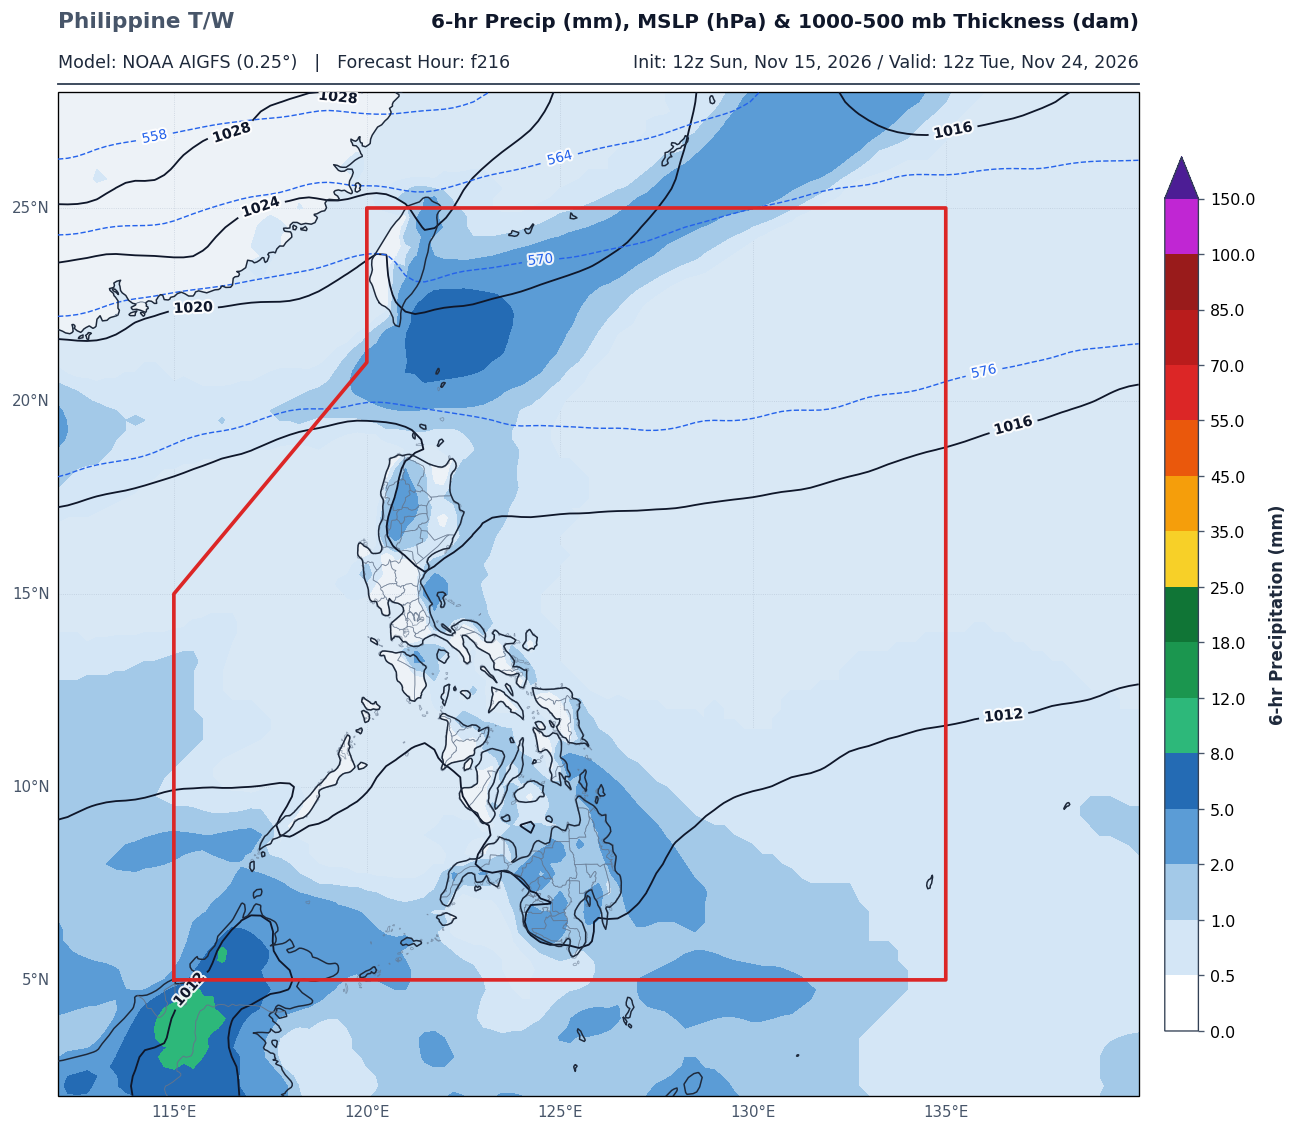 Philippine T/W
6-hr Precip (mm), MSLP (hPa) & 1000-500 mb Thickness (dam)
Model: NOAA AIGFS (0.25°) | Forecast Hour: f216
Init: 12z Sun, Nov 15, 2026 / Valid: 12z Tue, Nov 24, 2026
1028
1028
558
1016
564
1024
570
1020
576
1016
1012
1012
25°N
20°N
15°N
10°N
5°N
115°E
120°E
125°E
130°E
135°E
150.0
100.0
85.0
70.0
55.0
45.0
35.0
25.0
18.0
12.0
8.0
5.0
2.0
1.0
0.5
0.0
6-hr Precipitation (mm)